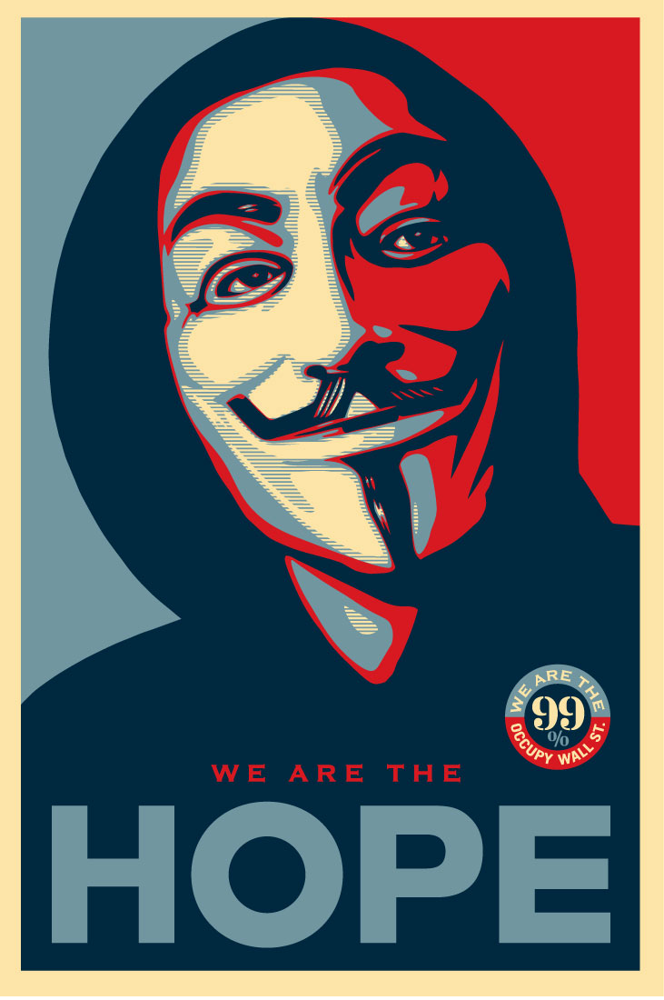 WE ARE THE
99
%
OCCUPY WALL ST.
WE ARE THE
HOPE